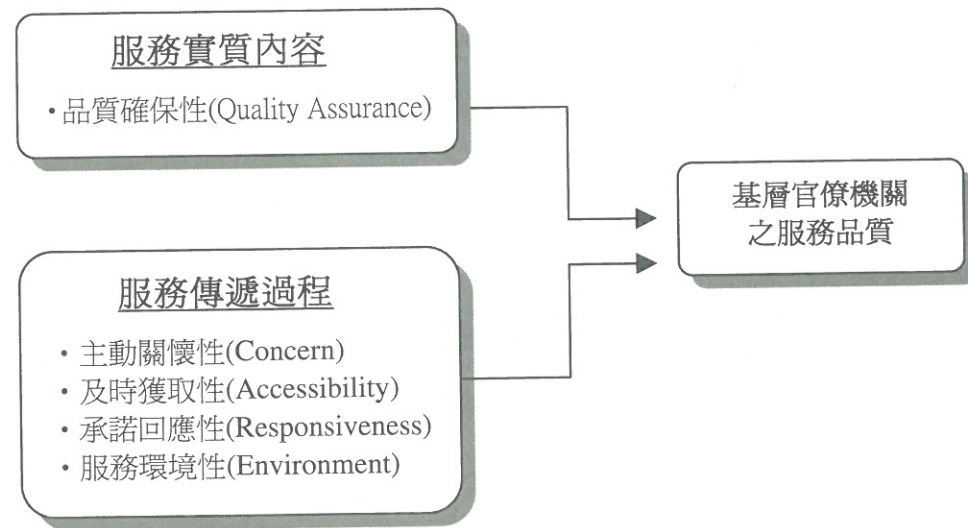 服務實質內容
・品質確保性(Quality Assurance)
服務傳遞過程
・主動關懷性(Concern)
・及時獲取性(Accessibility)
・承諾回應性(Responsiveness)
・服務環境性(Environment)
基層官僚機關
之服務品質